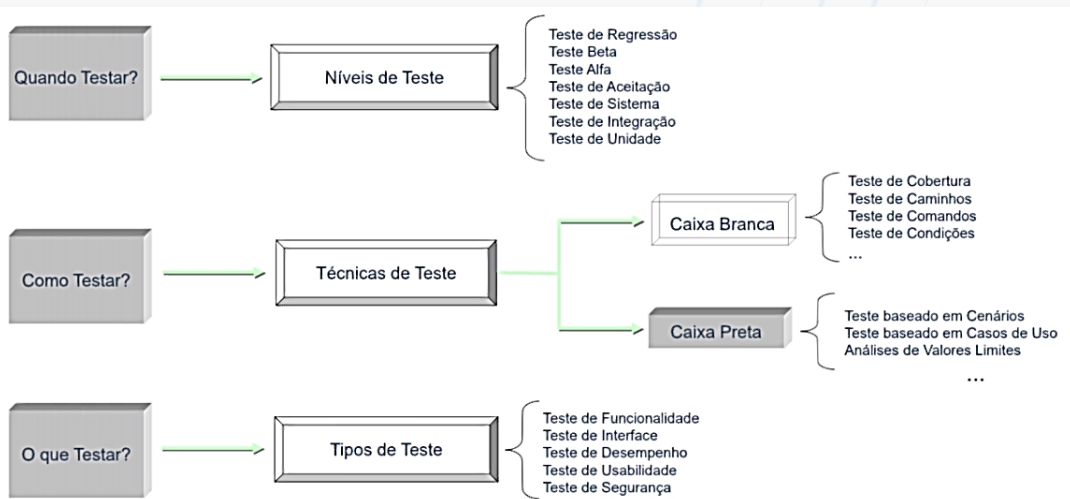 Quando Testar?
Níveis de Teste
Teste de Regressão
Teste Beta
Teste Alfa
Teste de Aceitação
Teste de Sistema
Teste de Integração
Teste de Unidade
Como Testar?
Técnicas de Teste
Caixa Branca
Teste de Cobertura
Teste de Caminhos
Teste de Comandos
Teste de Condições
...
Caixa Preta
Teste baseado em Cenários
Teste baseado em Casos de Uso
Análises de Valores Limites
...
O que Testar?
Tipos de Teste
Teste de Funcionalidade
Teste de Interface
Teste de Desempenho
Teste de Usabilidade
Teste de Segurança